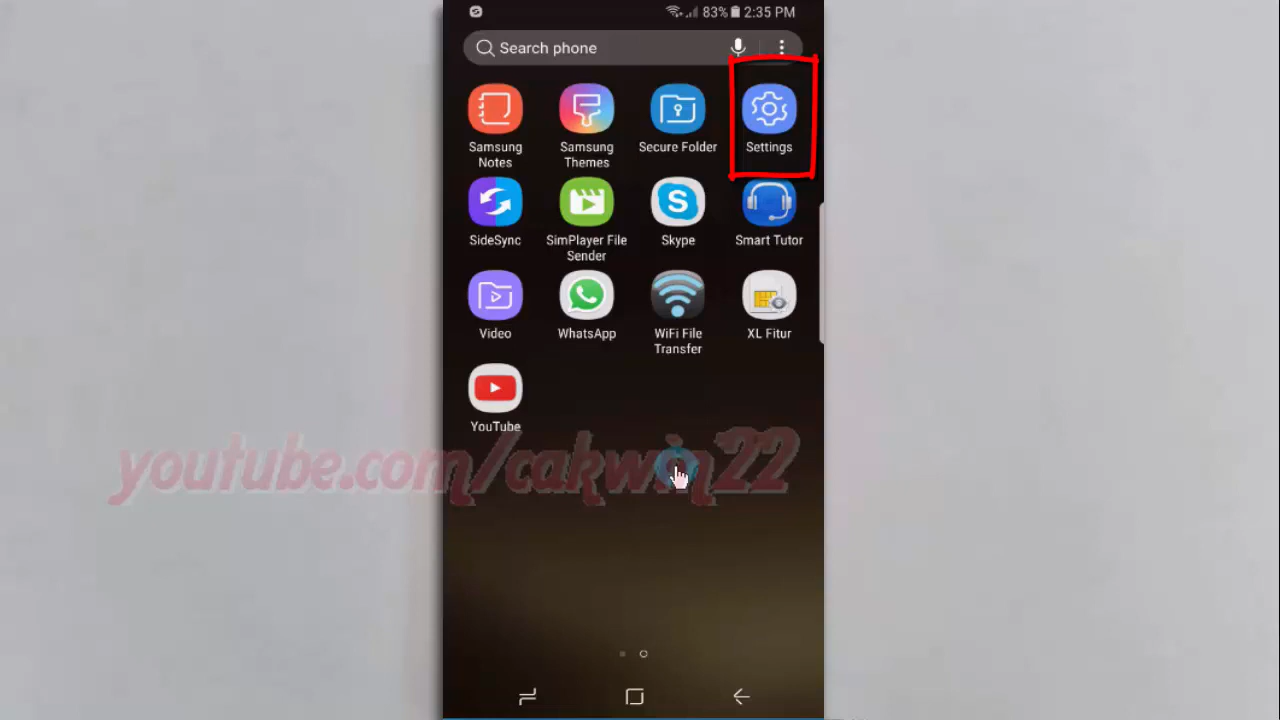 83% 2:35 PM
Search phone
Samsung Notes
Samsung Themes
Secure Folder
Settings
SideSync
SimPlayer File Sender
Skype
Smart Tutor
Video
WhatsApp
WiFi File Transfer
XL Fitur
YouTube
youtube.com/cakwin22